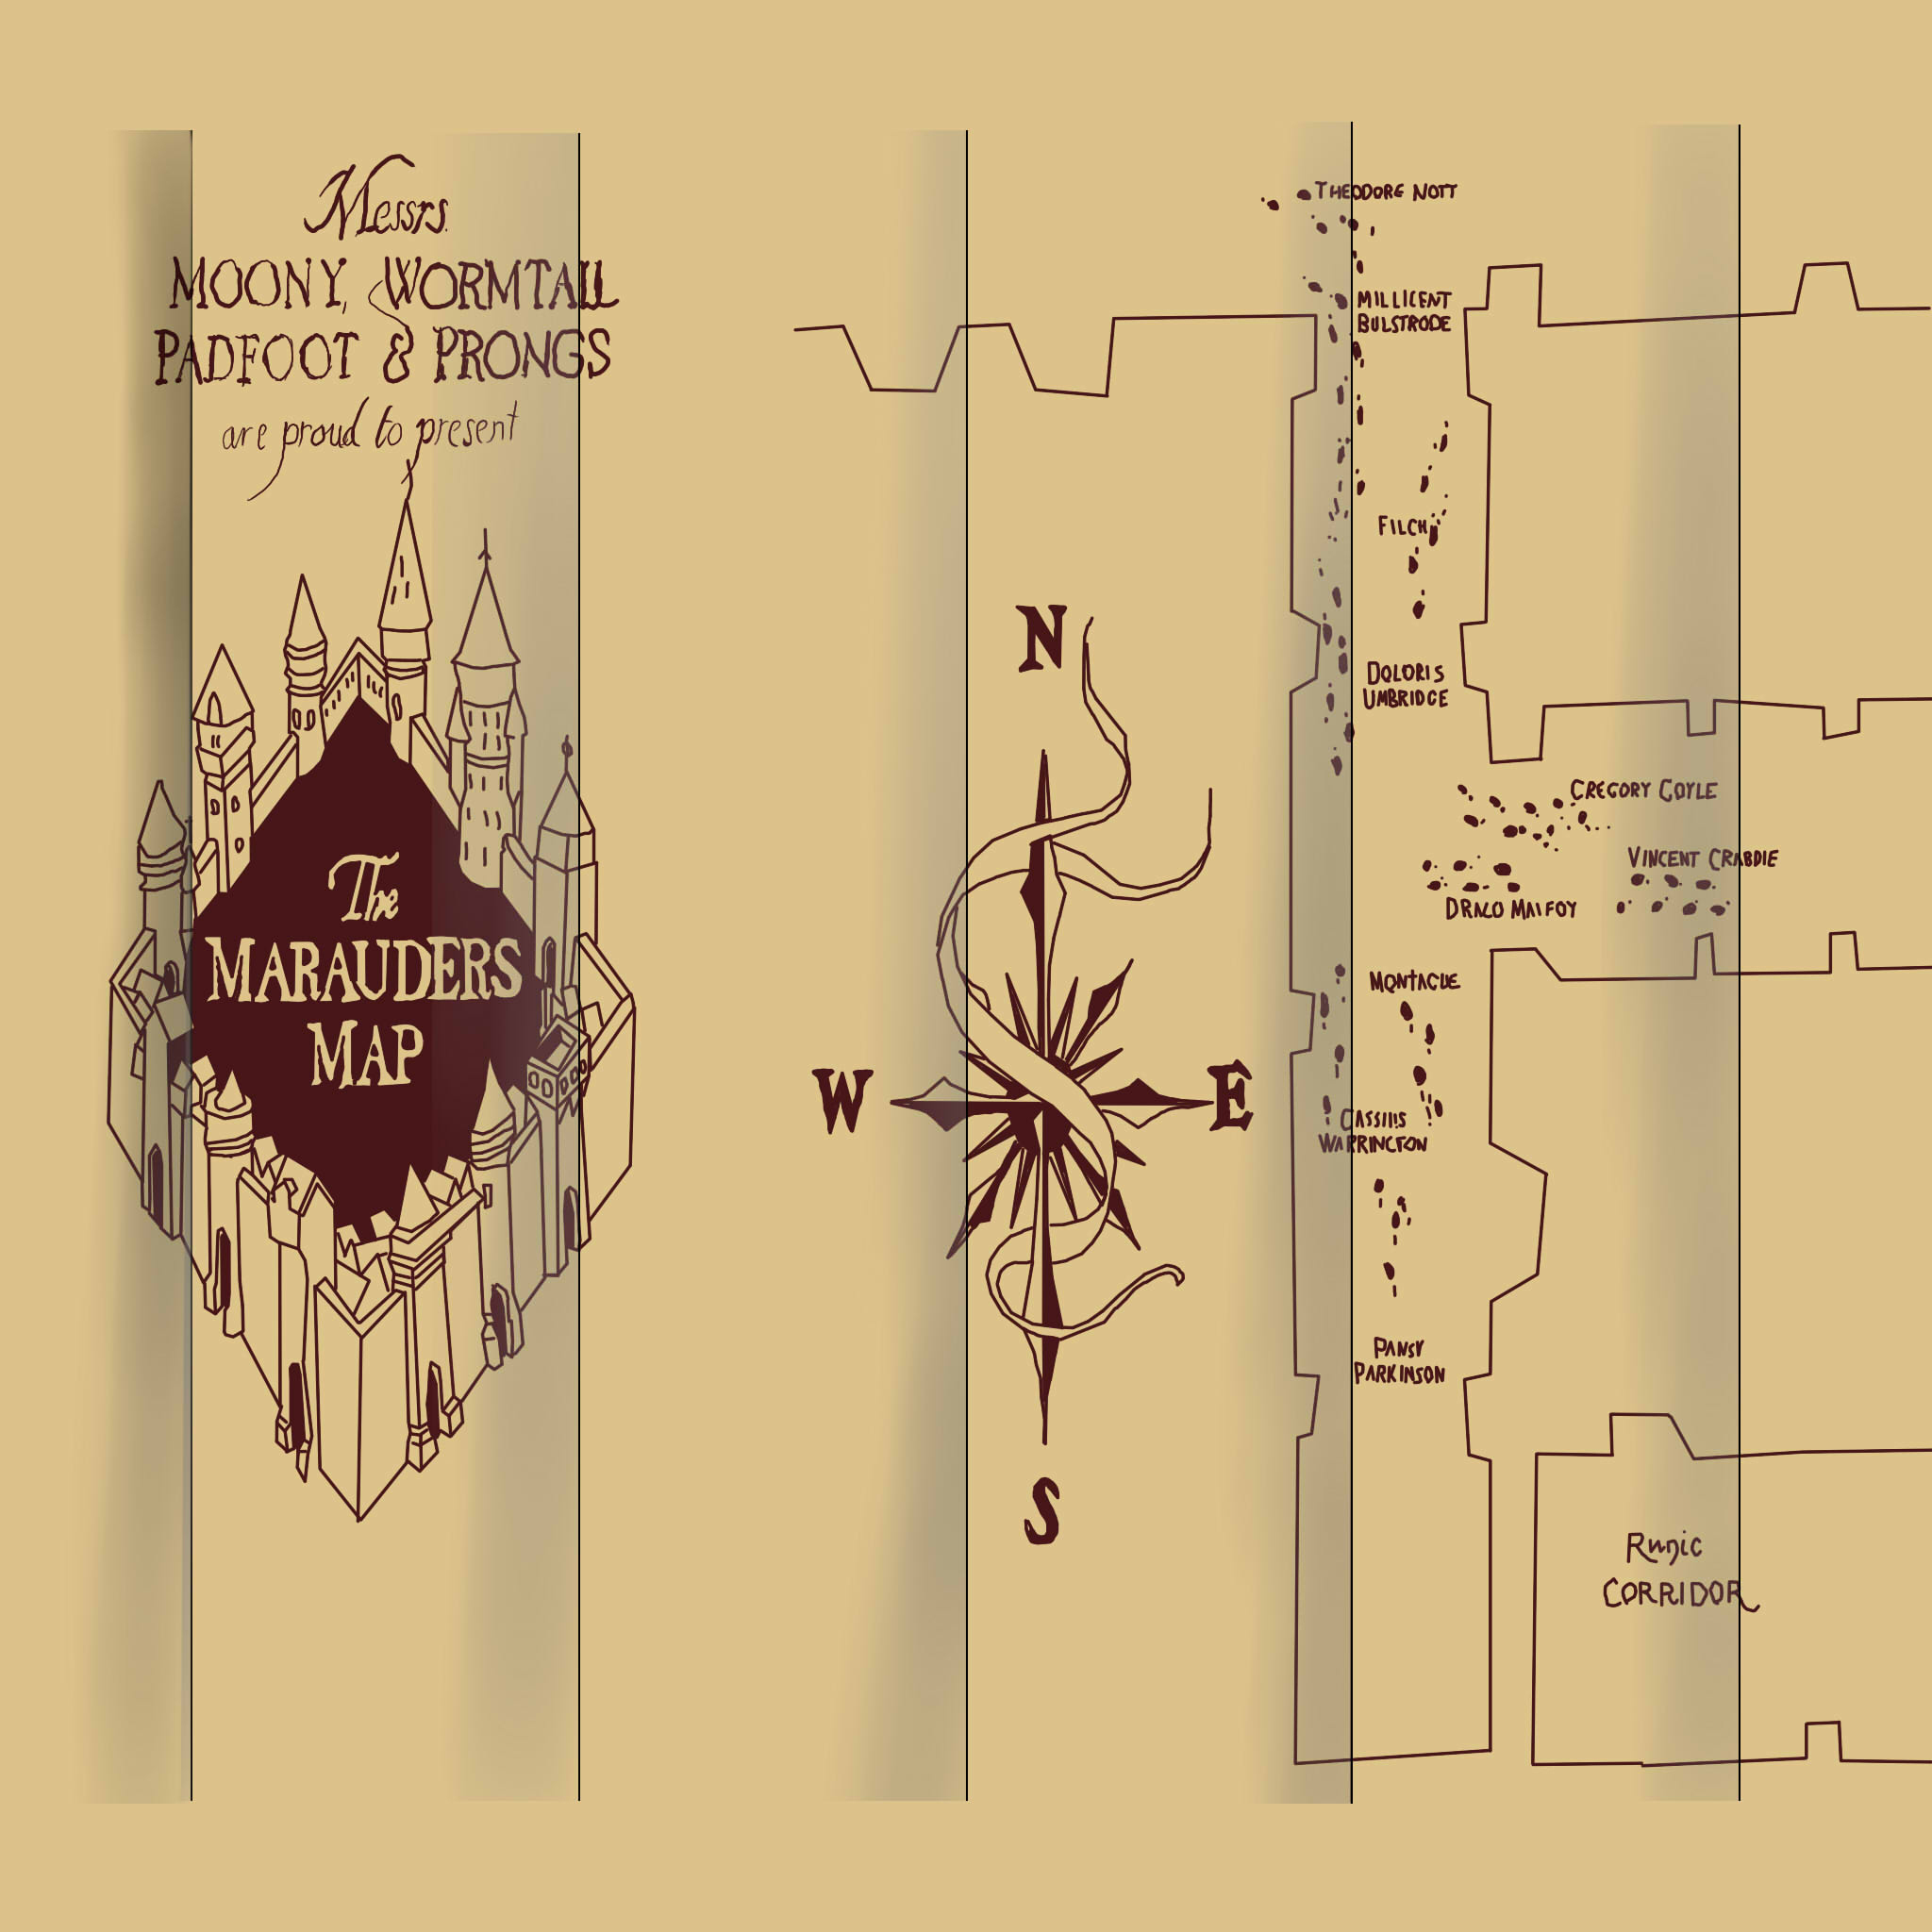 Messrs.
MOONY, WORMTAIL
PADFOOT & PRONGS
are proud to present
The
MARAUDERS
MAP
N
W
E
S
THEODORE NOTT
MILLICENT
BULSTRODE
FILCH
DOLORIS
UMBRIDGE
GREGORY GOYLE
VINCENT CRABDIE
DRACO MALFOY
MONTAGUE
CASSIUS
WARRINGTON
PANSY
PARKINSON
Runic
CORRIDOR